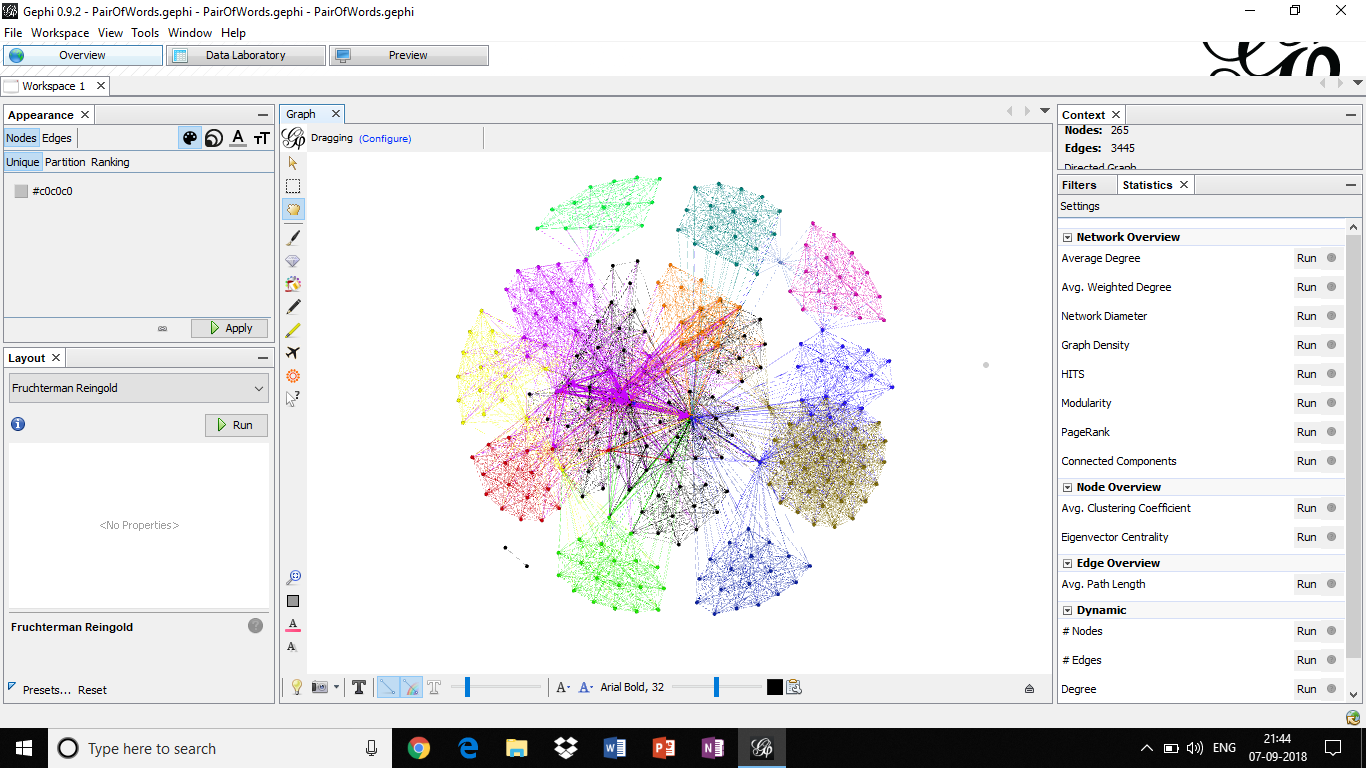 Gephi 0.9.2 - PairOfWords.gephi - PairOfWords.gephi - PairOfWords.gephi
File Workspace View Tools Window Help
Overview Data Laboratory Preview
Workspace 1
Appearance
Nodes Edges
Unique Partition Ranking
#c0c0c0
Apply
Layout
Fruchterman Reingold
Run
<No Properties>
Fruchterman Reingold
Presets... Reset
Graph
Dragging (Configure)
Arial Bold, 32
Context
Nodes: 265
Edges: 3445
Directed Graph
Filters Statistics
Settings
Network Overview
Average Degree Run
Avg. Weighted Degree Run
Network Diameter Run
Graph Density Run
HITS Run
Modularity Run
PageRank Run
Connected Components Run
Node Overview
Avg. Clustering Coefficient Run
Eigenvector Centrality Run
Edge Overview
Avg. Path Length Run
Dynamic
# Nodes Run
# Edges Run
Degree Run
Type here to search
ENG
21:44
07-09-2018